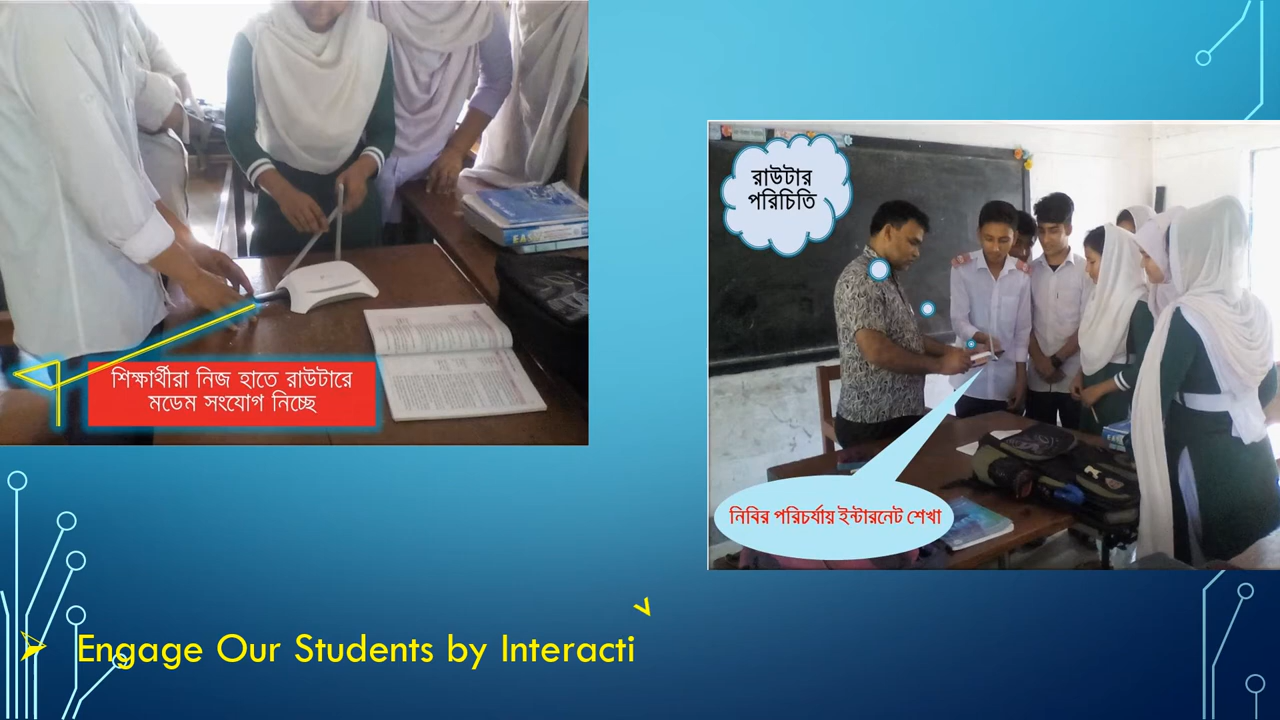 শিক্ষার্থীরা নিজ হাতে রাউটারে
মডেম সংযোগ নিচ্ছে
রাউটার
পরিচিতি
নিবির পরিচর্যায় ইন্টারনেট শেখা
Engage Our Students by Interacti